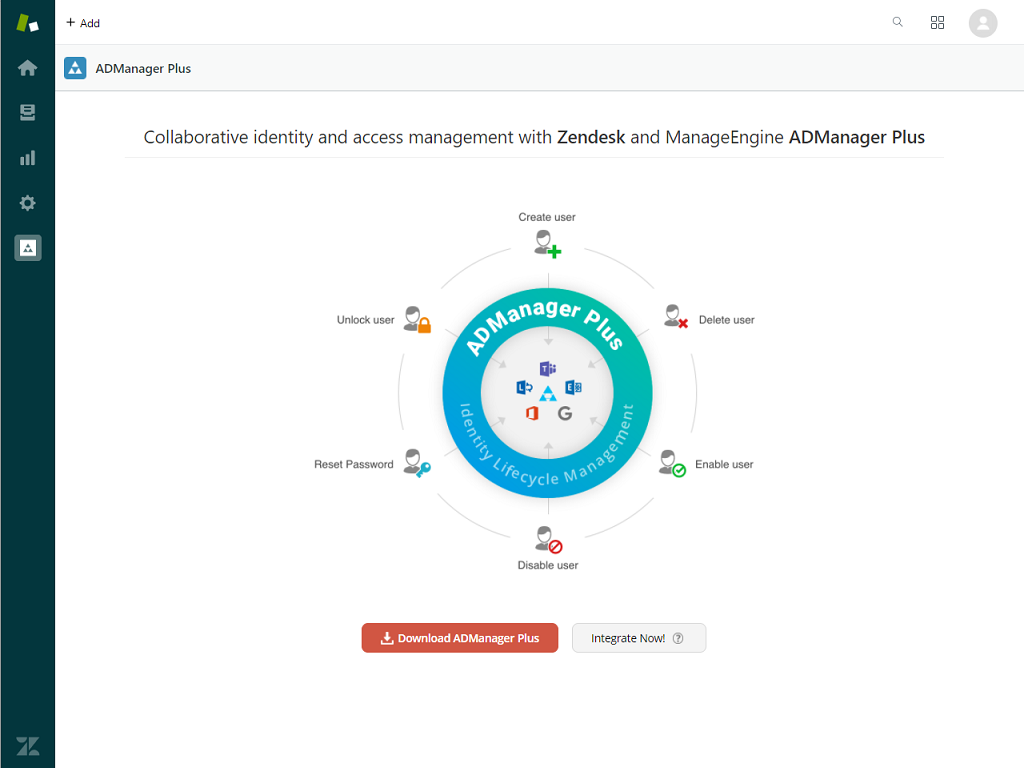 + Add
ADManager Plus
Collaborative identity and access management with Zendesk and ManageEngine ADManager Plus
Create user
Unlock user
Delete user
ADManager Plus
Identity Lifecycle Management
Reset Password
Enable user
Disable user
Download ADManager Plus
Integrate Now! ?